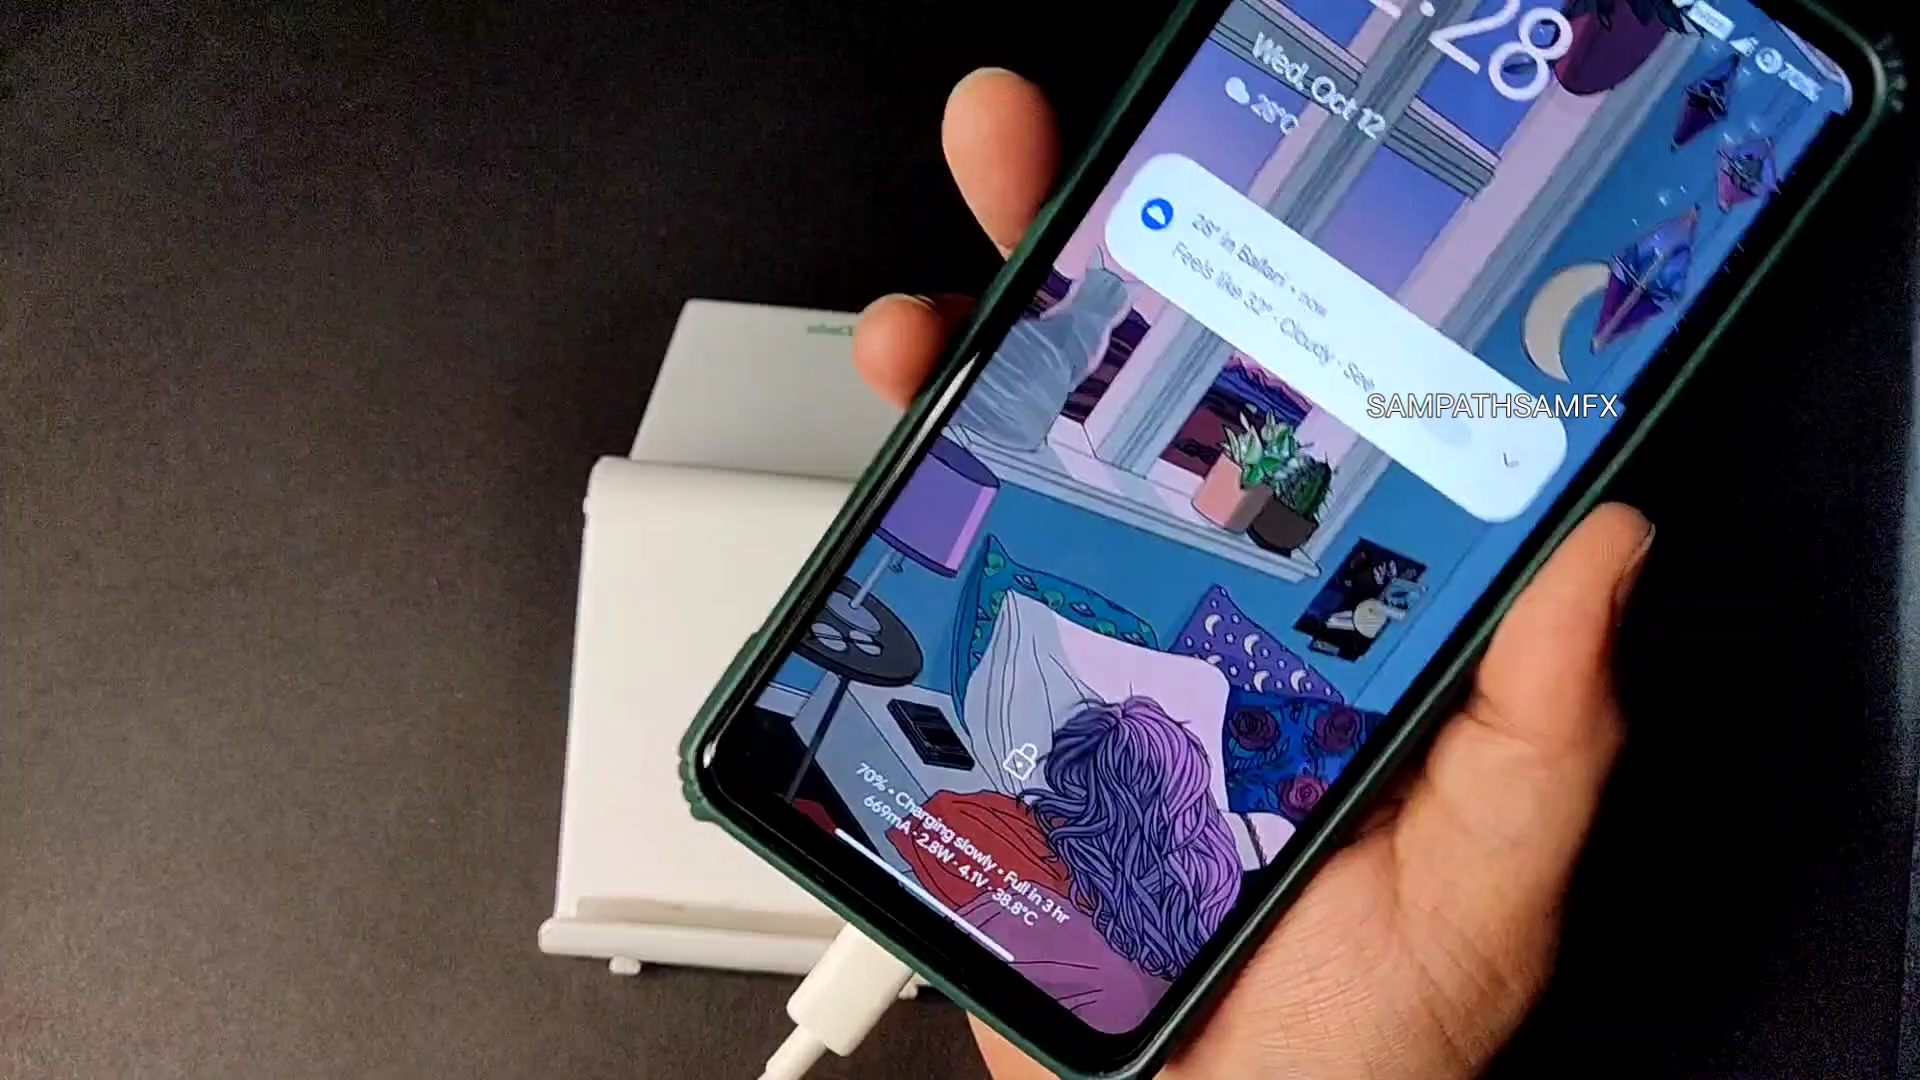 :28
Wed, Oct 12
28°C
70%
28° in Ballari • now
Feels like 32° · Cloudy · See
SAMPATHSAMFX
70% • Charging slowly • Full in 3 hr
669mA · 2.8W · 4.1V · 38.8°C